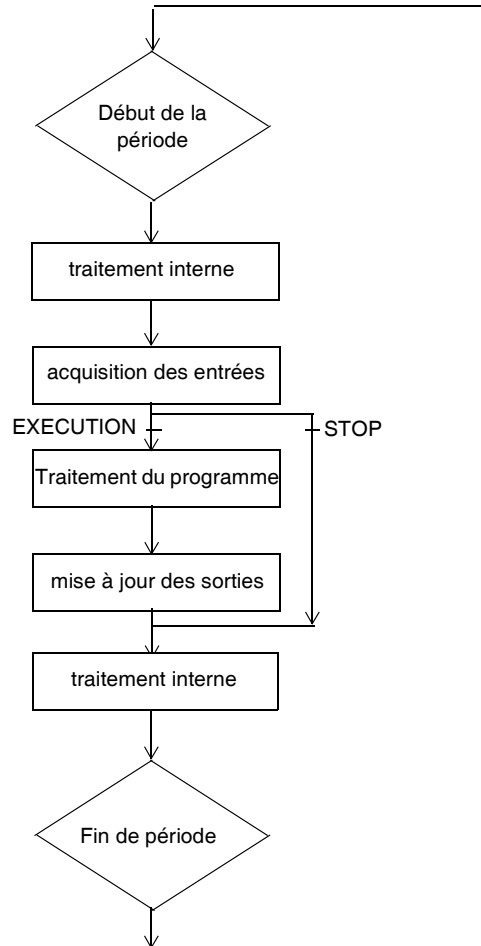 Début de la
période
traitement interne
acquisition des entrées
EXECUTION
STOP
Traitement du programme
mise à jour des sorties
traitement interne
Fin de période